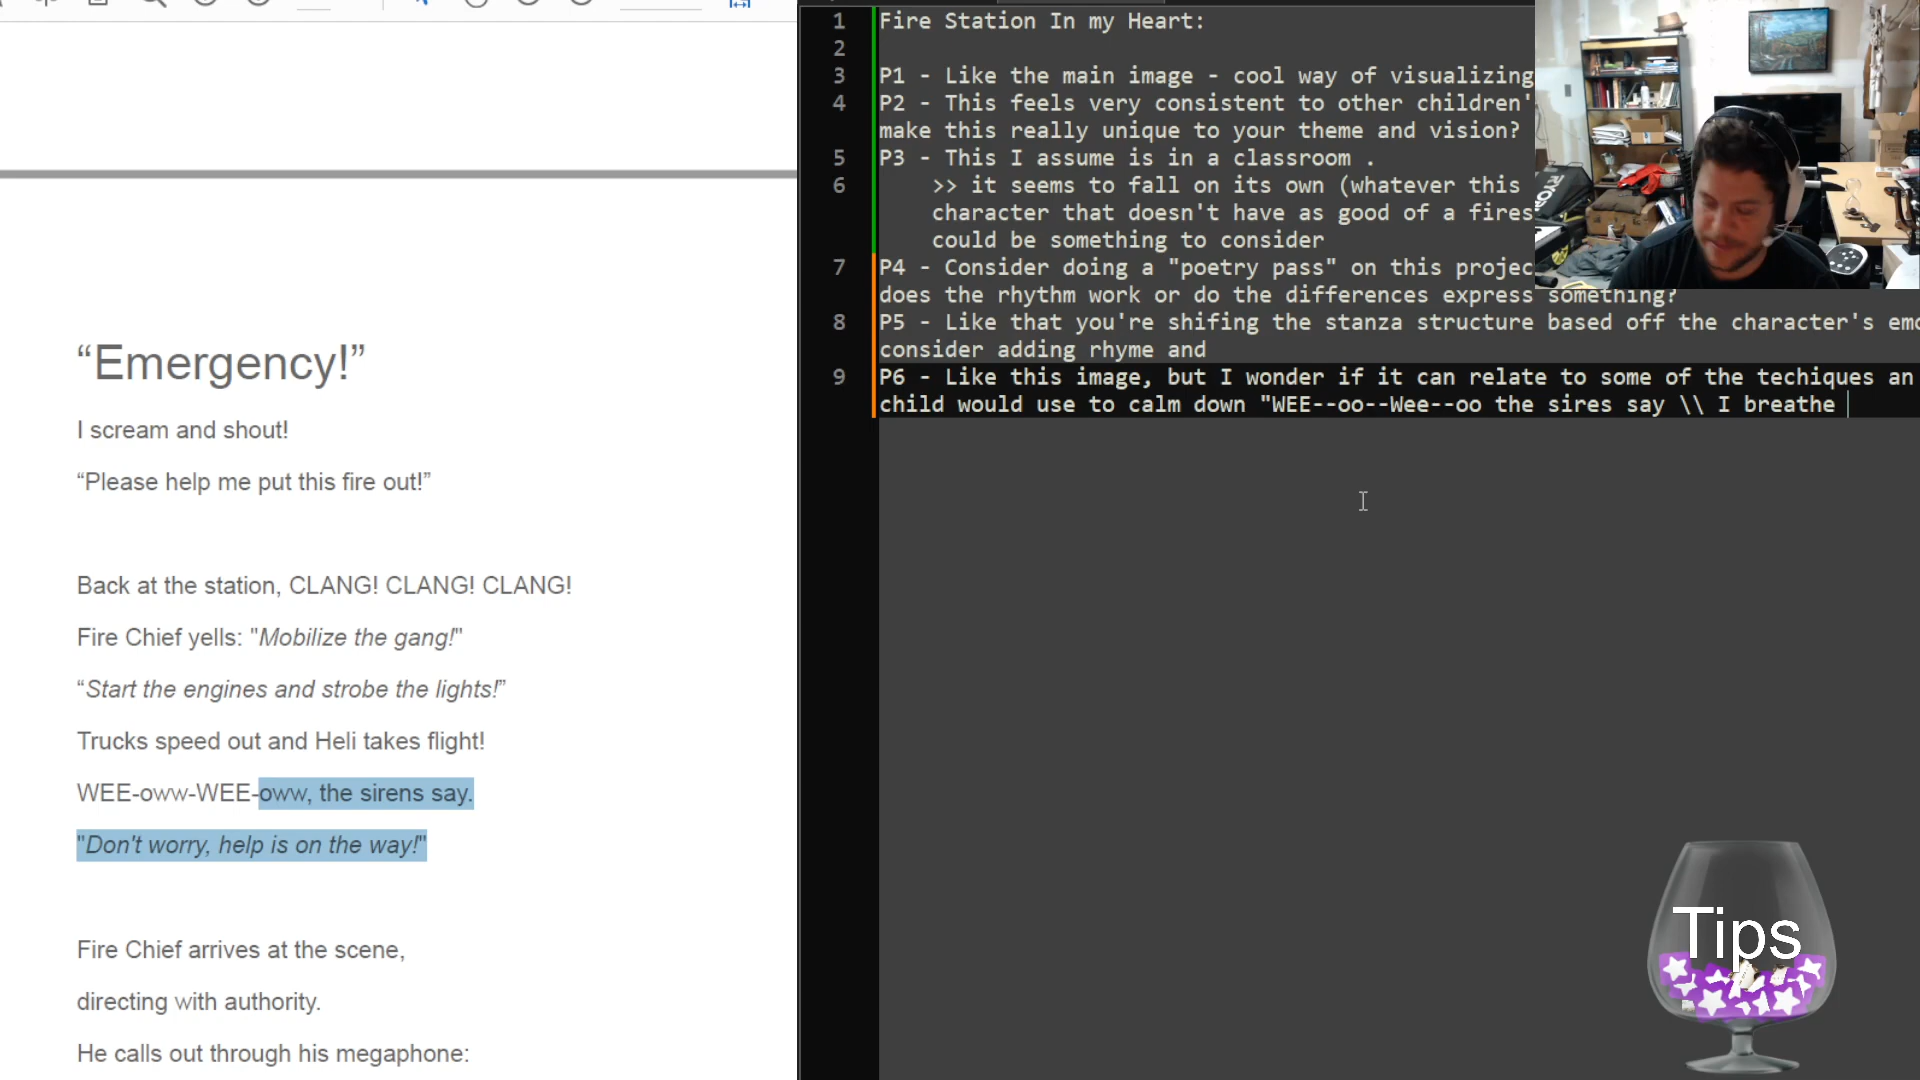 “Emergency!”
I scream and shout!
“Please help me put this fire out!”
Back at the station, CLANG! CLANG! CLANG!
Fire Chief yells: "Mobilize the gang!"
“Start the engines and strobe the lights!”
Trucks speed out and Heli takes flight!
WEE-oww-WEE-oww, the sirens say.
"Don't worry, help is on the way!"
Fire Chief arrives at the scene,
directing with authority.
He calls out through his megaphone:
1 Fire Station In my Heart:
2
3 P1 - Like the main image - cool way of visualizing
4 P2 - This feels very consistent to other children'
make this really unique to your theme and vision?
5 P3 - This I assume is in a classroom .
6 >> it seems to fall on its own (whatever this
character that doesn't have as good of a fires
could be something to consider
7 P4 - Consider doing a "poetry pass" on this projec
does the rhythm work or do the differences express something?
8 P5 - Like that you're shifing the stanza structure based off the character's emo
consider adding rhyme and
9 P6 - Like this image, but I wonder if it can relate to some of the techiques an
child would use to calm down "WEE--oo--Wee--oo the sires say \\ I breathe
RYOBI
Tips